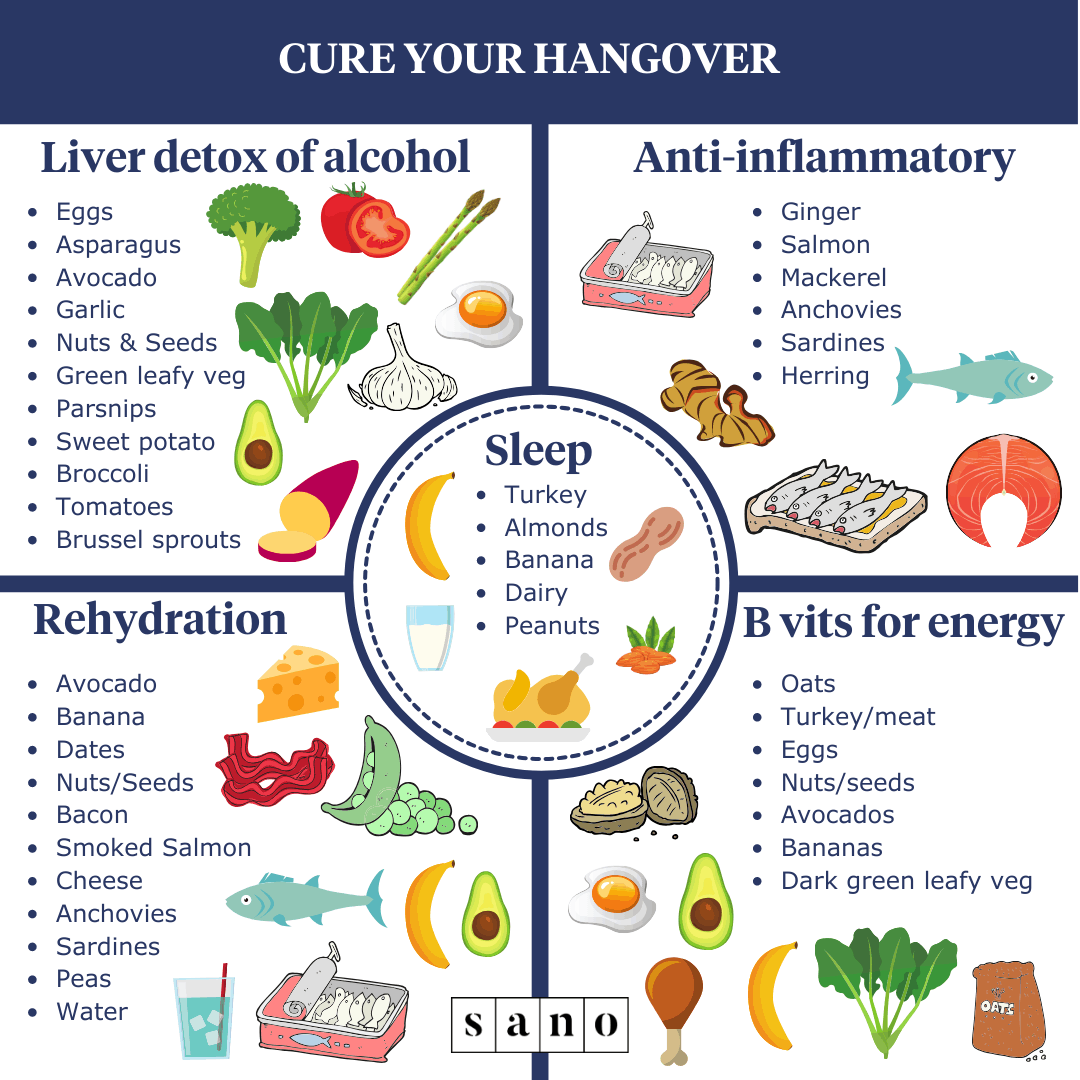 CURE YOUR HANGOVER
Liver detox of alcohol
• Eggs
• Asparagus
• Avocado
• Garlic
• Nuts & Seeds
• Green leafy veg
• Parsnips
• Sweet potato
• Broccoli
• Tomatoes
• Brussel sprouts
Anti-inflammatory
• Ginger
• Salmon
• Mackerel
• Anchovies
• Sardines
• Herring
Sleep
• Turkey
• Almonds
• Banana
• Dairy
• Peanuts
Rehydration
• Avocado
• Banana
• Dates
• Nuts/Seeds
• Bacon
• Smoked Salmon
• Cheese
• Anchovies
• Sardines
• Peas
• Water
B vits for energy
• Oats
• Turkey/meat
• Eggs
• Nuts/seeds
• Avocados
• Bananas
• Dark green leafy veg
OATS
sano